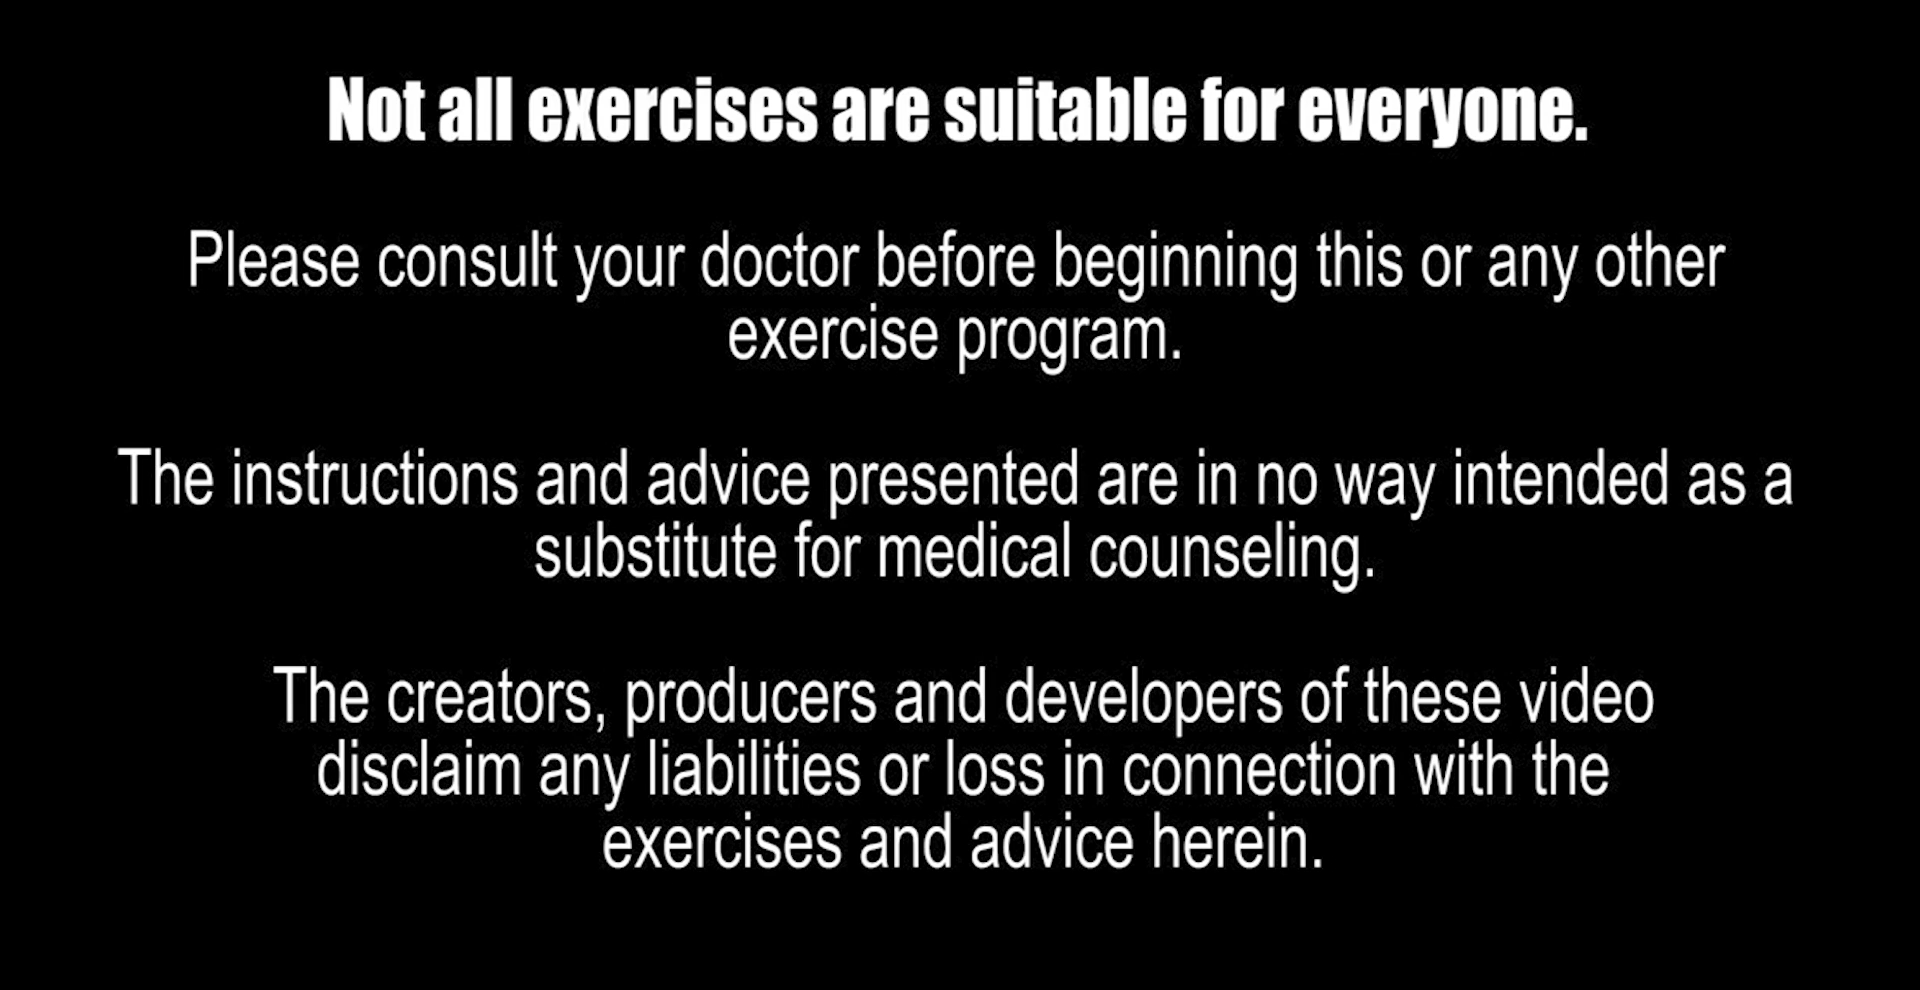 Not all exercises are suitable for everyone.
Please consult your doctor before beginning this or any other
exercise program.
The instructions and advice presented are in no way intended as a
substitute for medical counseling.
The creators, producers and developers of these video
disclaim any liabilities or loss in connection with the
exercises and advice herein.